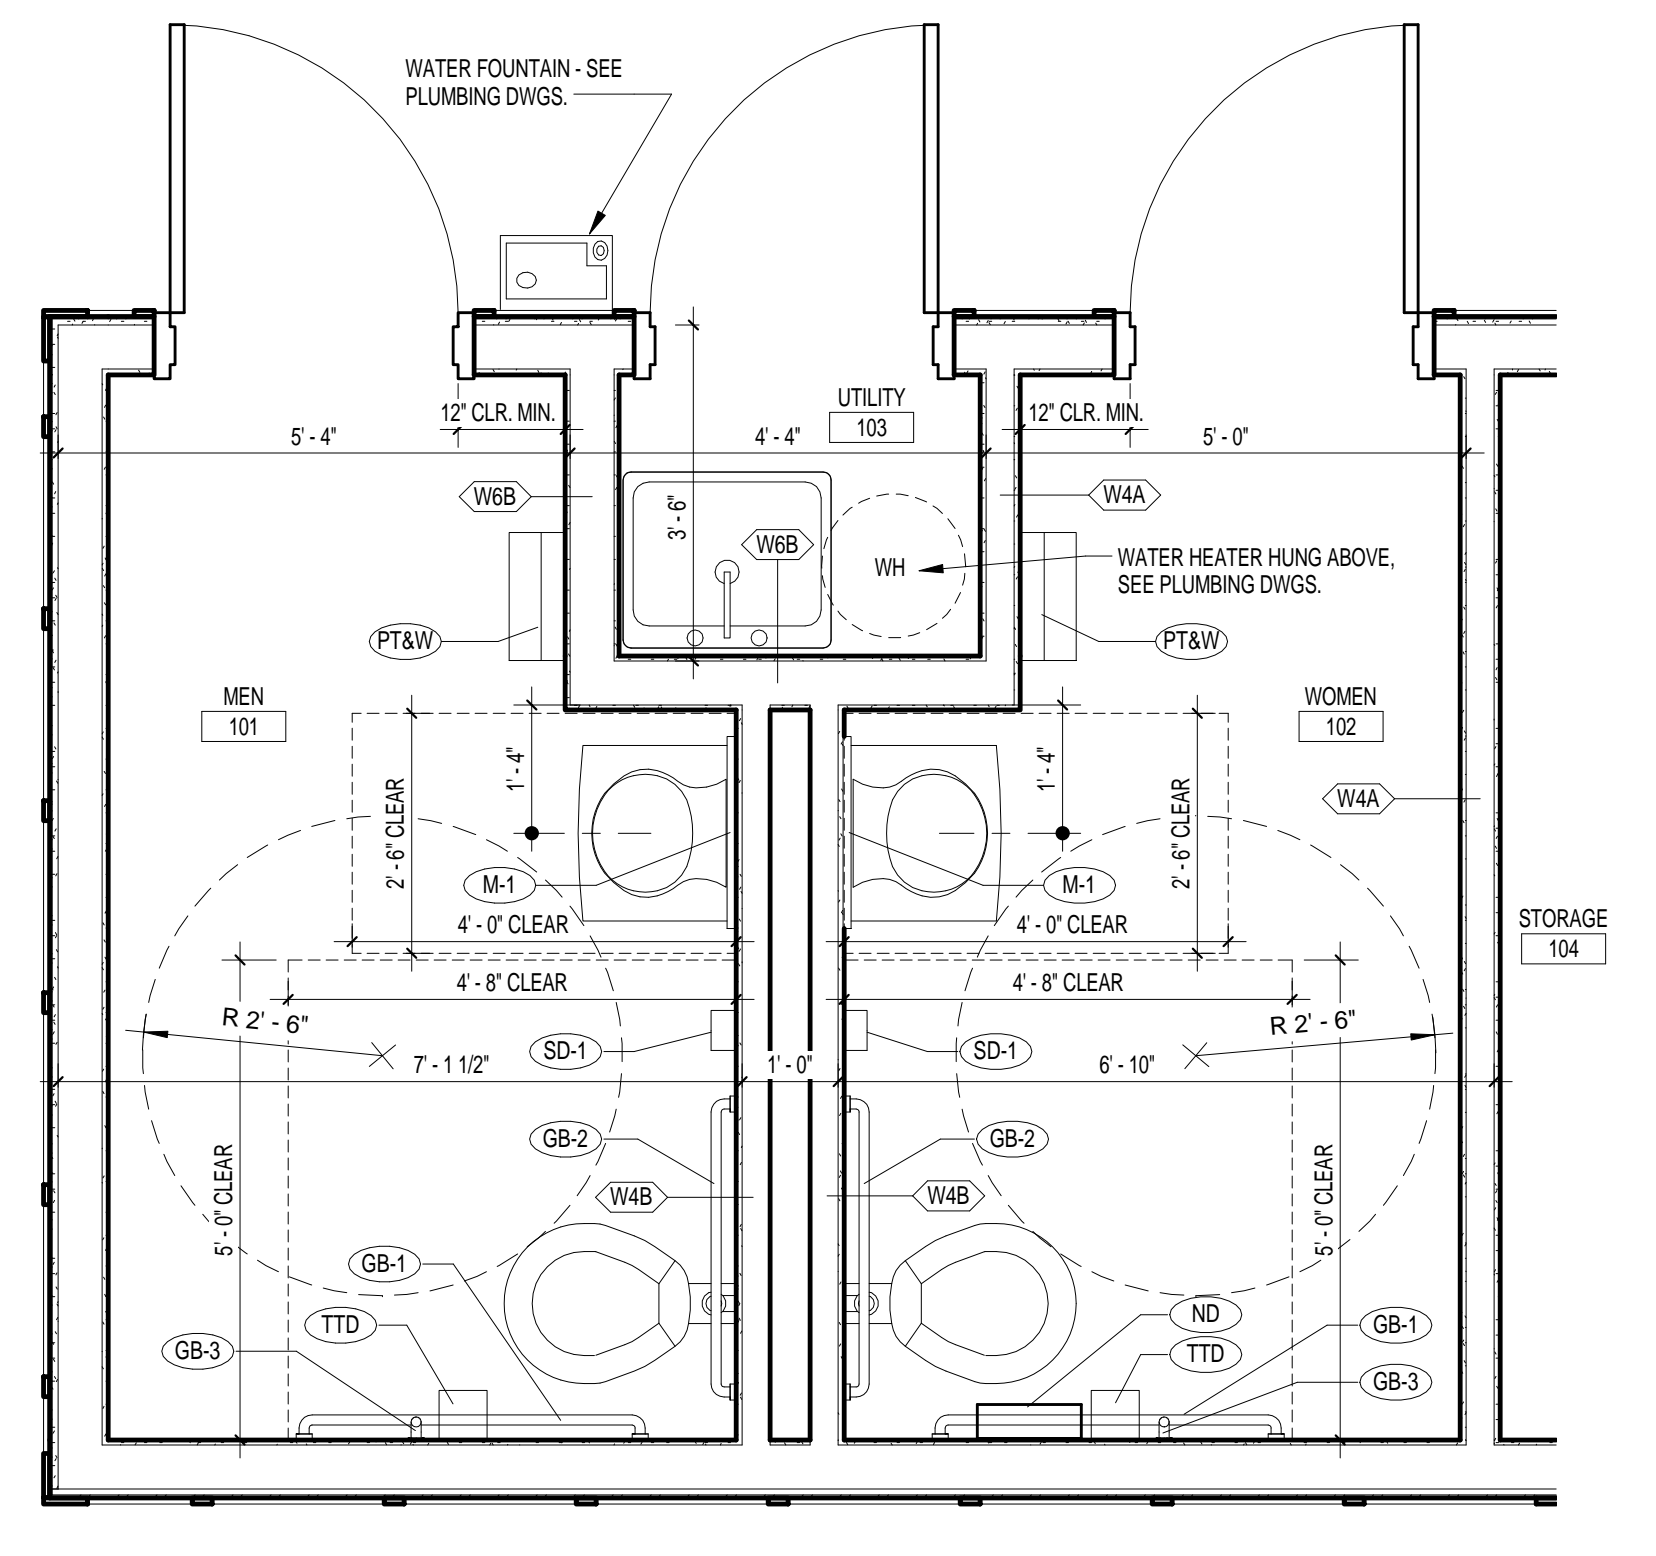 WATER FOUNTAIN - SEE
PLUMBING DWGS.
UTILITY
103
12" CLR. MIN.
12" CLR. MIN.
5' - 4"
4' - 4"
5' - 0"
W6B
3' - 6"
W6B
W4A
WH
WATER HEATER HUNG ABOVE,
SEE PLUMBING DWGS.
PT&W
PT&W
MEN
101
WOMEN
102
1' - 4"
1' - 4"
2' - 6" CLEAR
2' - 6" CLEAR
W4A
M-1
M-1
4' - 0" CLEAR
4' - 0" CLEAR
STORAGE
104
4' - 8" CLEAR
4' - 8" CLEAR
R 2' - 6"
R 2' - 6"
SD-1
SD-1
7' - 1 1/2"
1' - 0"
6' - 10"
GB-2
GB-2
5' - 0" CLEAR
5' - 0" CLEAR
W4B
W4B
GB-1
TTD
GB-3
ND
GB-1
TTD
GB-3